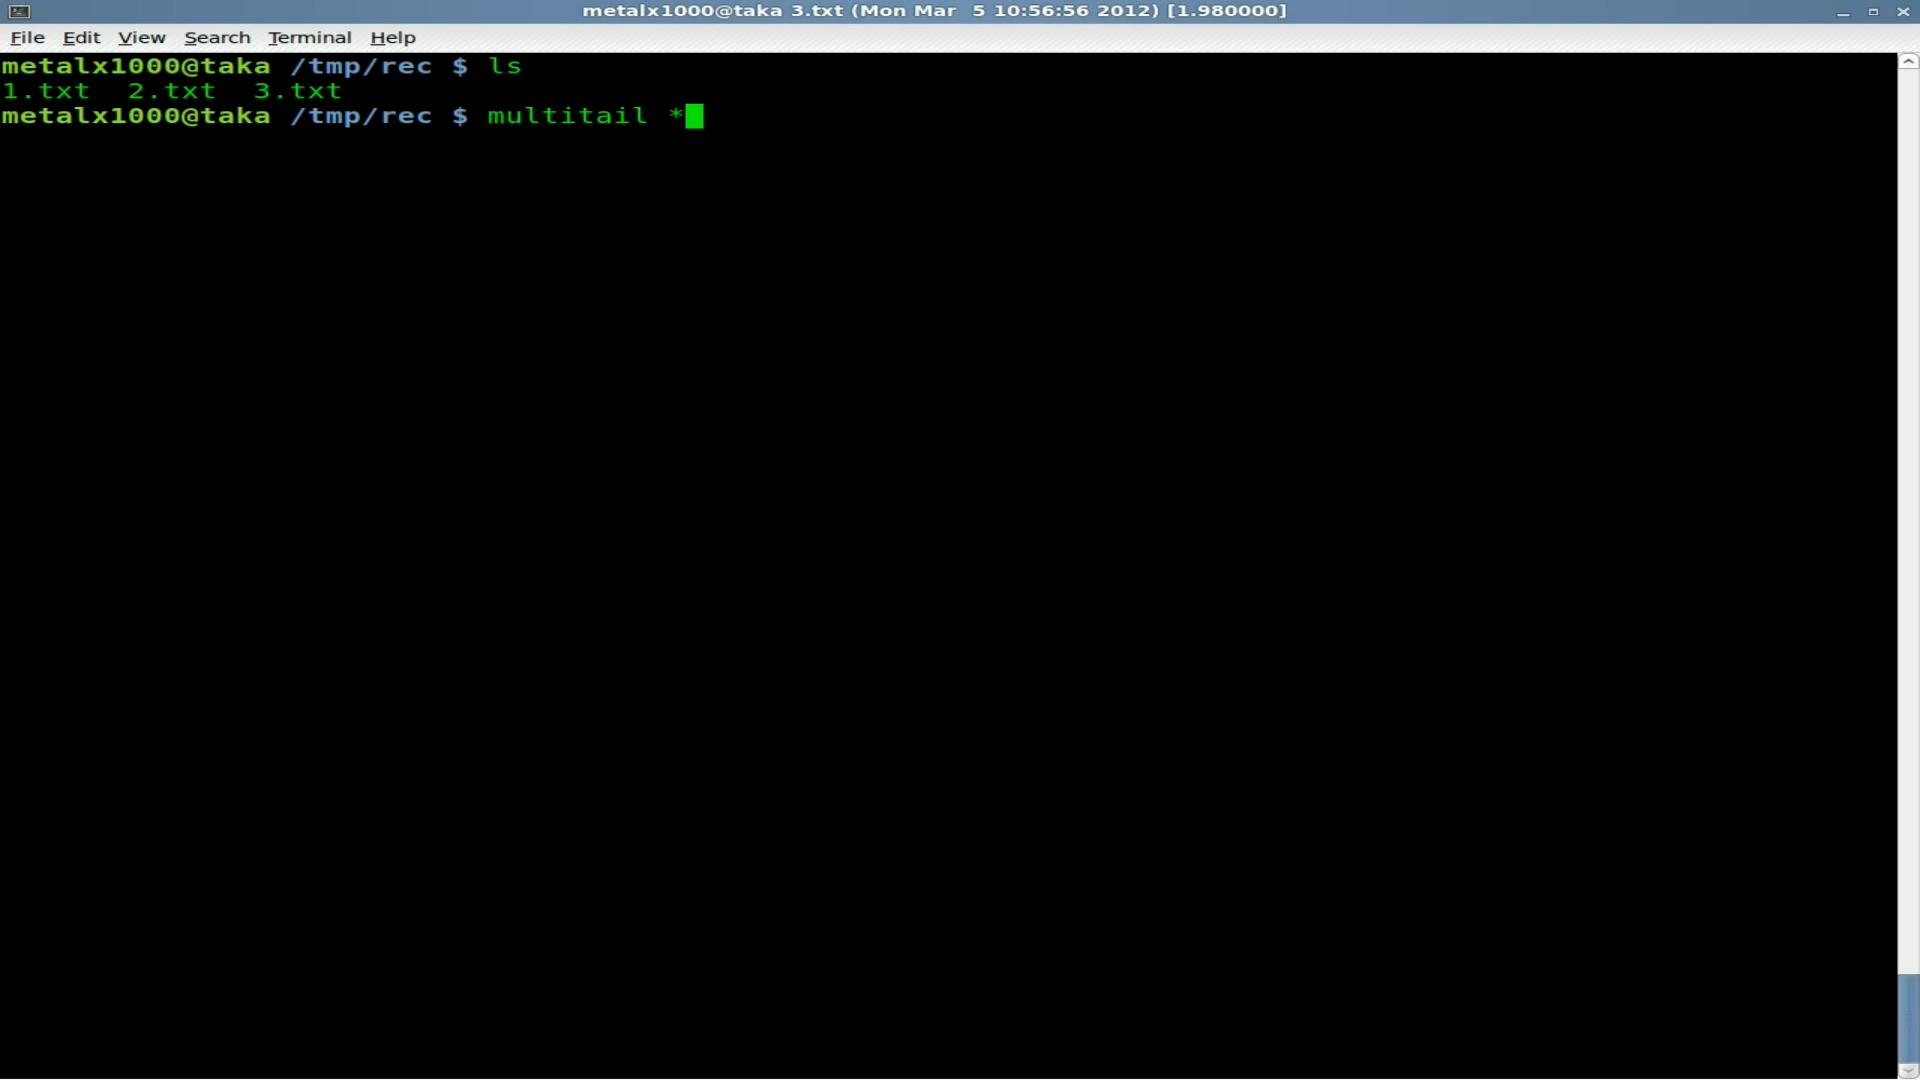 metalx1000@taka 3.txt (Mon Mar  5 10:56:56 2012) [1.980000]
File Edit View Search Terminal Help
metalx1000@taka /tmp/rec $ ls
1.txt  2.txt  3.txt
metalx1000@taka /tmp/rec $ multitail *